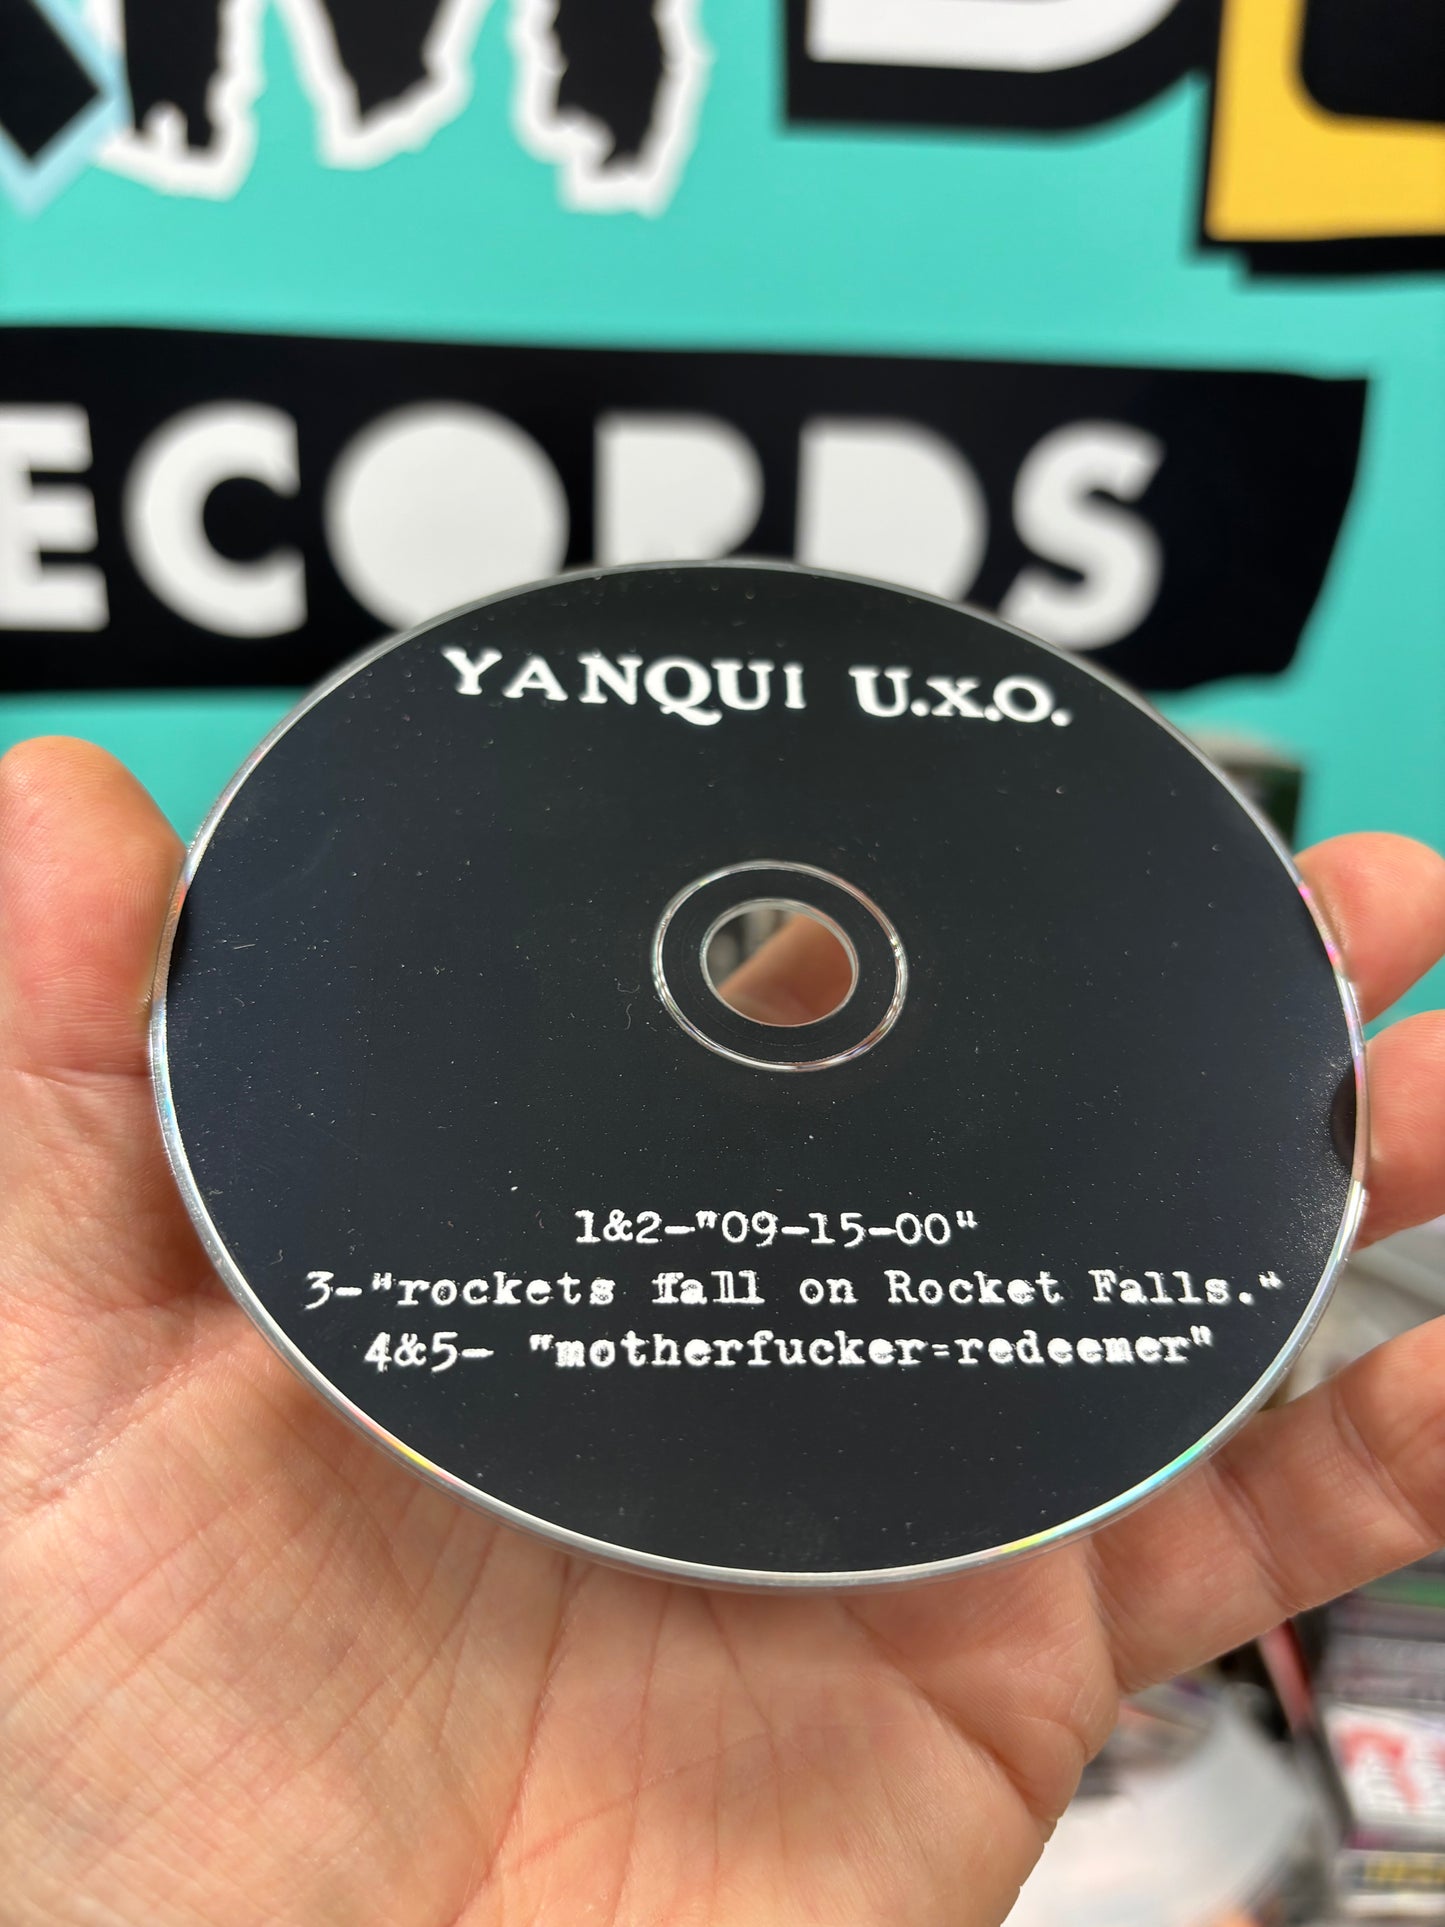 ECORDS
YANQUI U.X.O.
1&2-"09-15-00"
3-"rockets fall on Rocket Falls."
4&5- "motherfucker=redeemer"